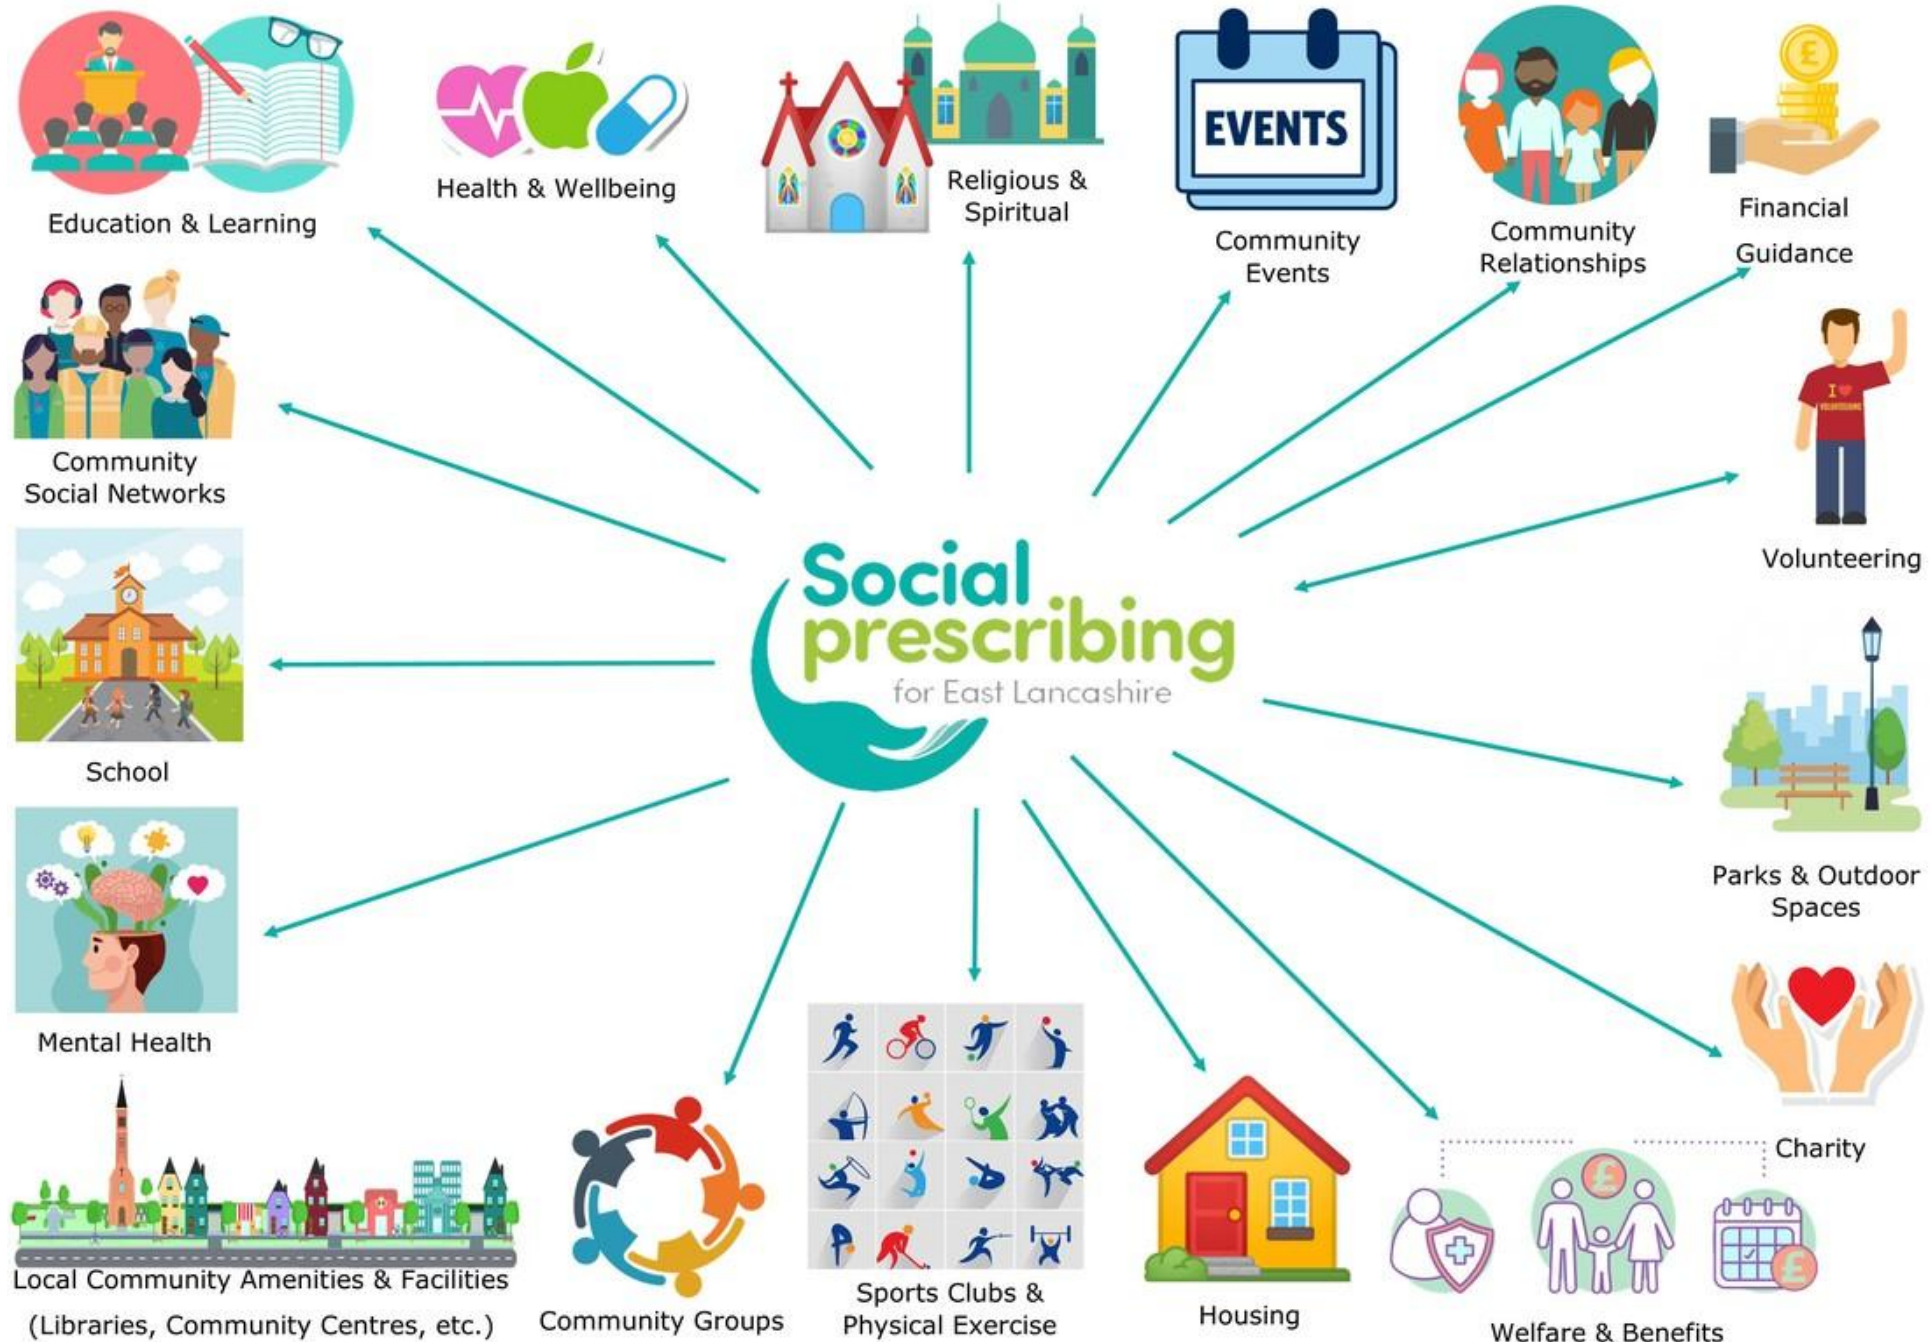 EVENTS
£
Education & Learning
Health & Wellbeing
Religious &
Spiritual
Community
Events
Community
Relationships
Financial
Guidance
Community
Social Networks
I
VOLUNTEERING
Volunteering
School
Social
prescribing
for East Lancashire
Parks & Outdoor
Spaces
Mental Health
Charity
£
£
Local Community Amenities & Facilities
(Libraries, Community Centres, etc.)
Community Groups
Sports Clubs &
Physical Exercise
Housing
Welfare & Benefits